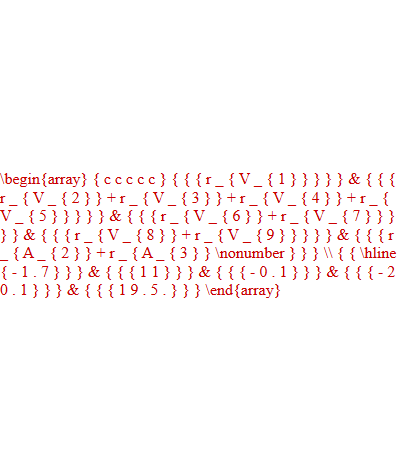 \begin{array} { c c c c c } { { { r _ { V _ { 1 } } } } } & { { {
r _ { V _ { 2 } } + r _ { V _ { 3 } } + r _ { V _ { 4 } } + r _ {
V _ { 5 } } } } } & { { { r _ { V _ { 6 } } + r _ { V _ { 7 } } }
} } & { { { r _ { V _ { 8 } } + r _ { V _ { 9 } } } } } & { { { r
_ { A _ { 2 } } + r _ { A _ { 3 } } \nonumber } } } \\ { { \hline
{ - 1 . 7 } } } & { { { 1 1 } } } & { { { - 0 . 1 } } } & { { { - 2
0 . 1 } } } & { { { 1 9 . 5 . } } } \end{array}